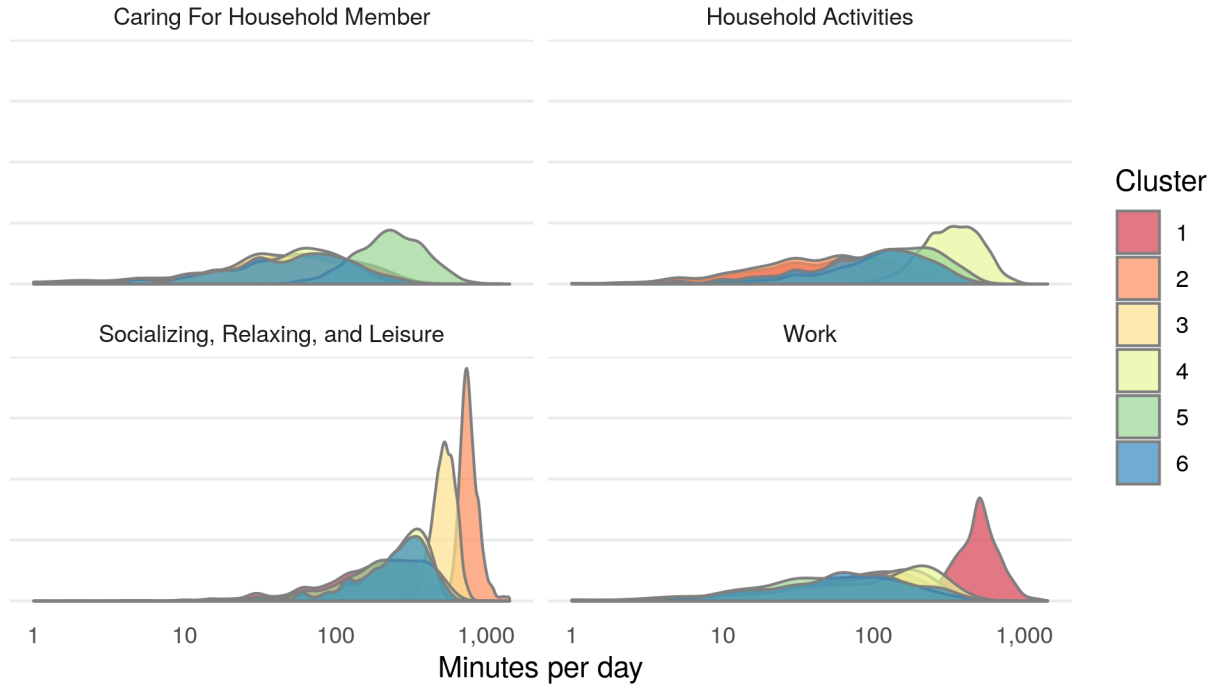 Caring For Household Member
Household Activities
Socializing, Relaxing, and Leisure
Work
1 10 100 1,000
1 10 100 1,000
Minutes per day
Cluster
1
2
3
4
5
6